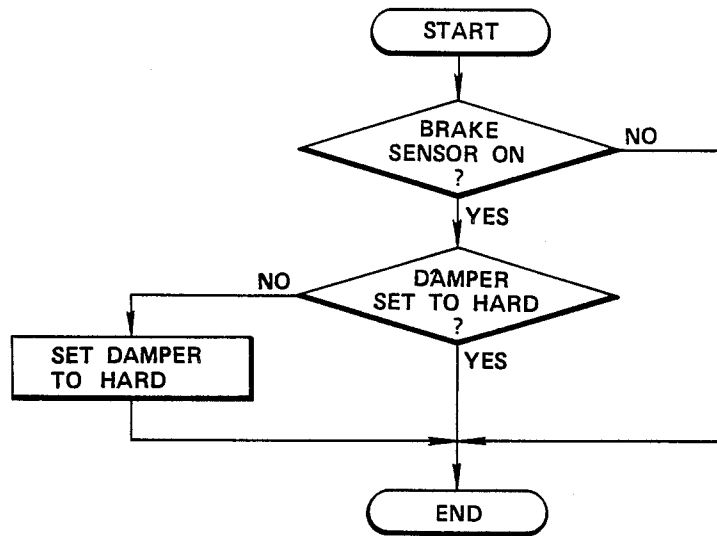 START
BRAKE
SENSOR ON
?
NO
YES
DAMPER
SET TO HARD
?
NO
YES
SET DAMPER
TO HARD
END